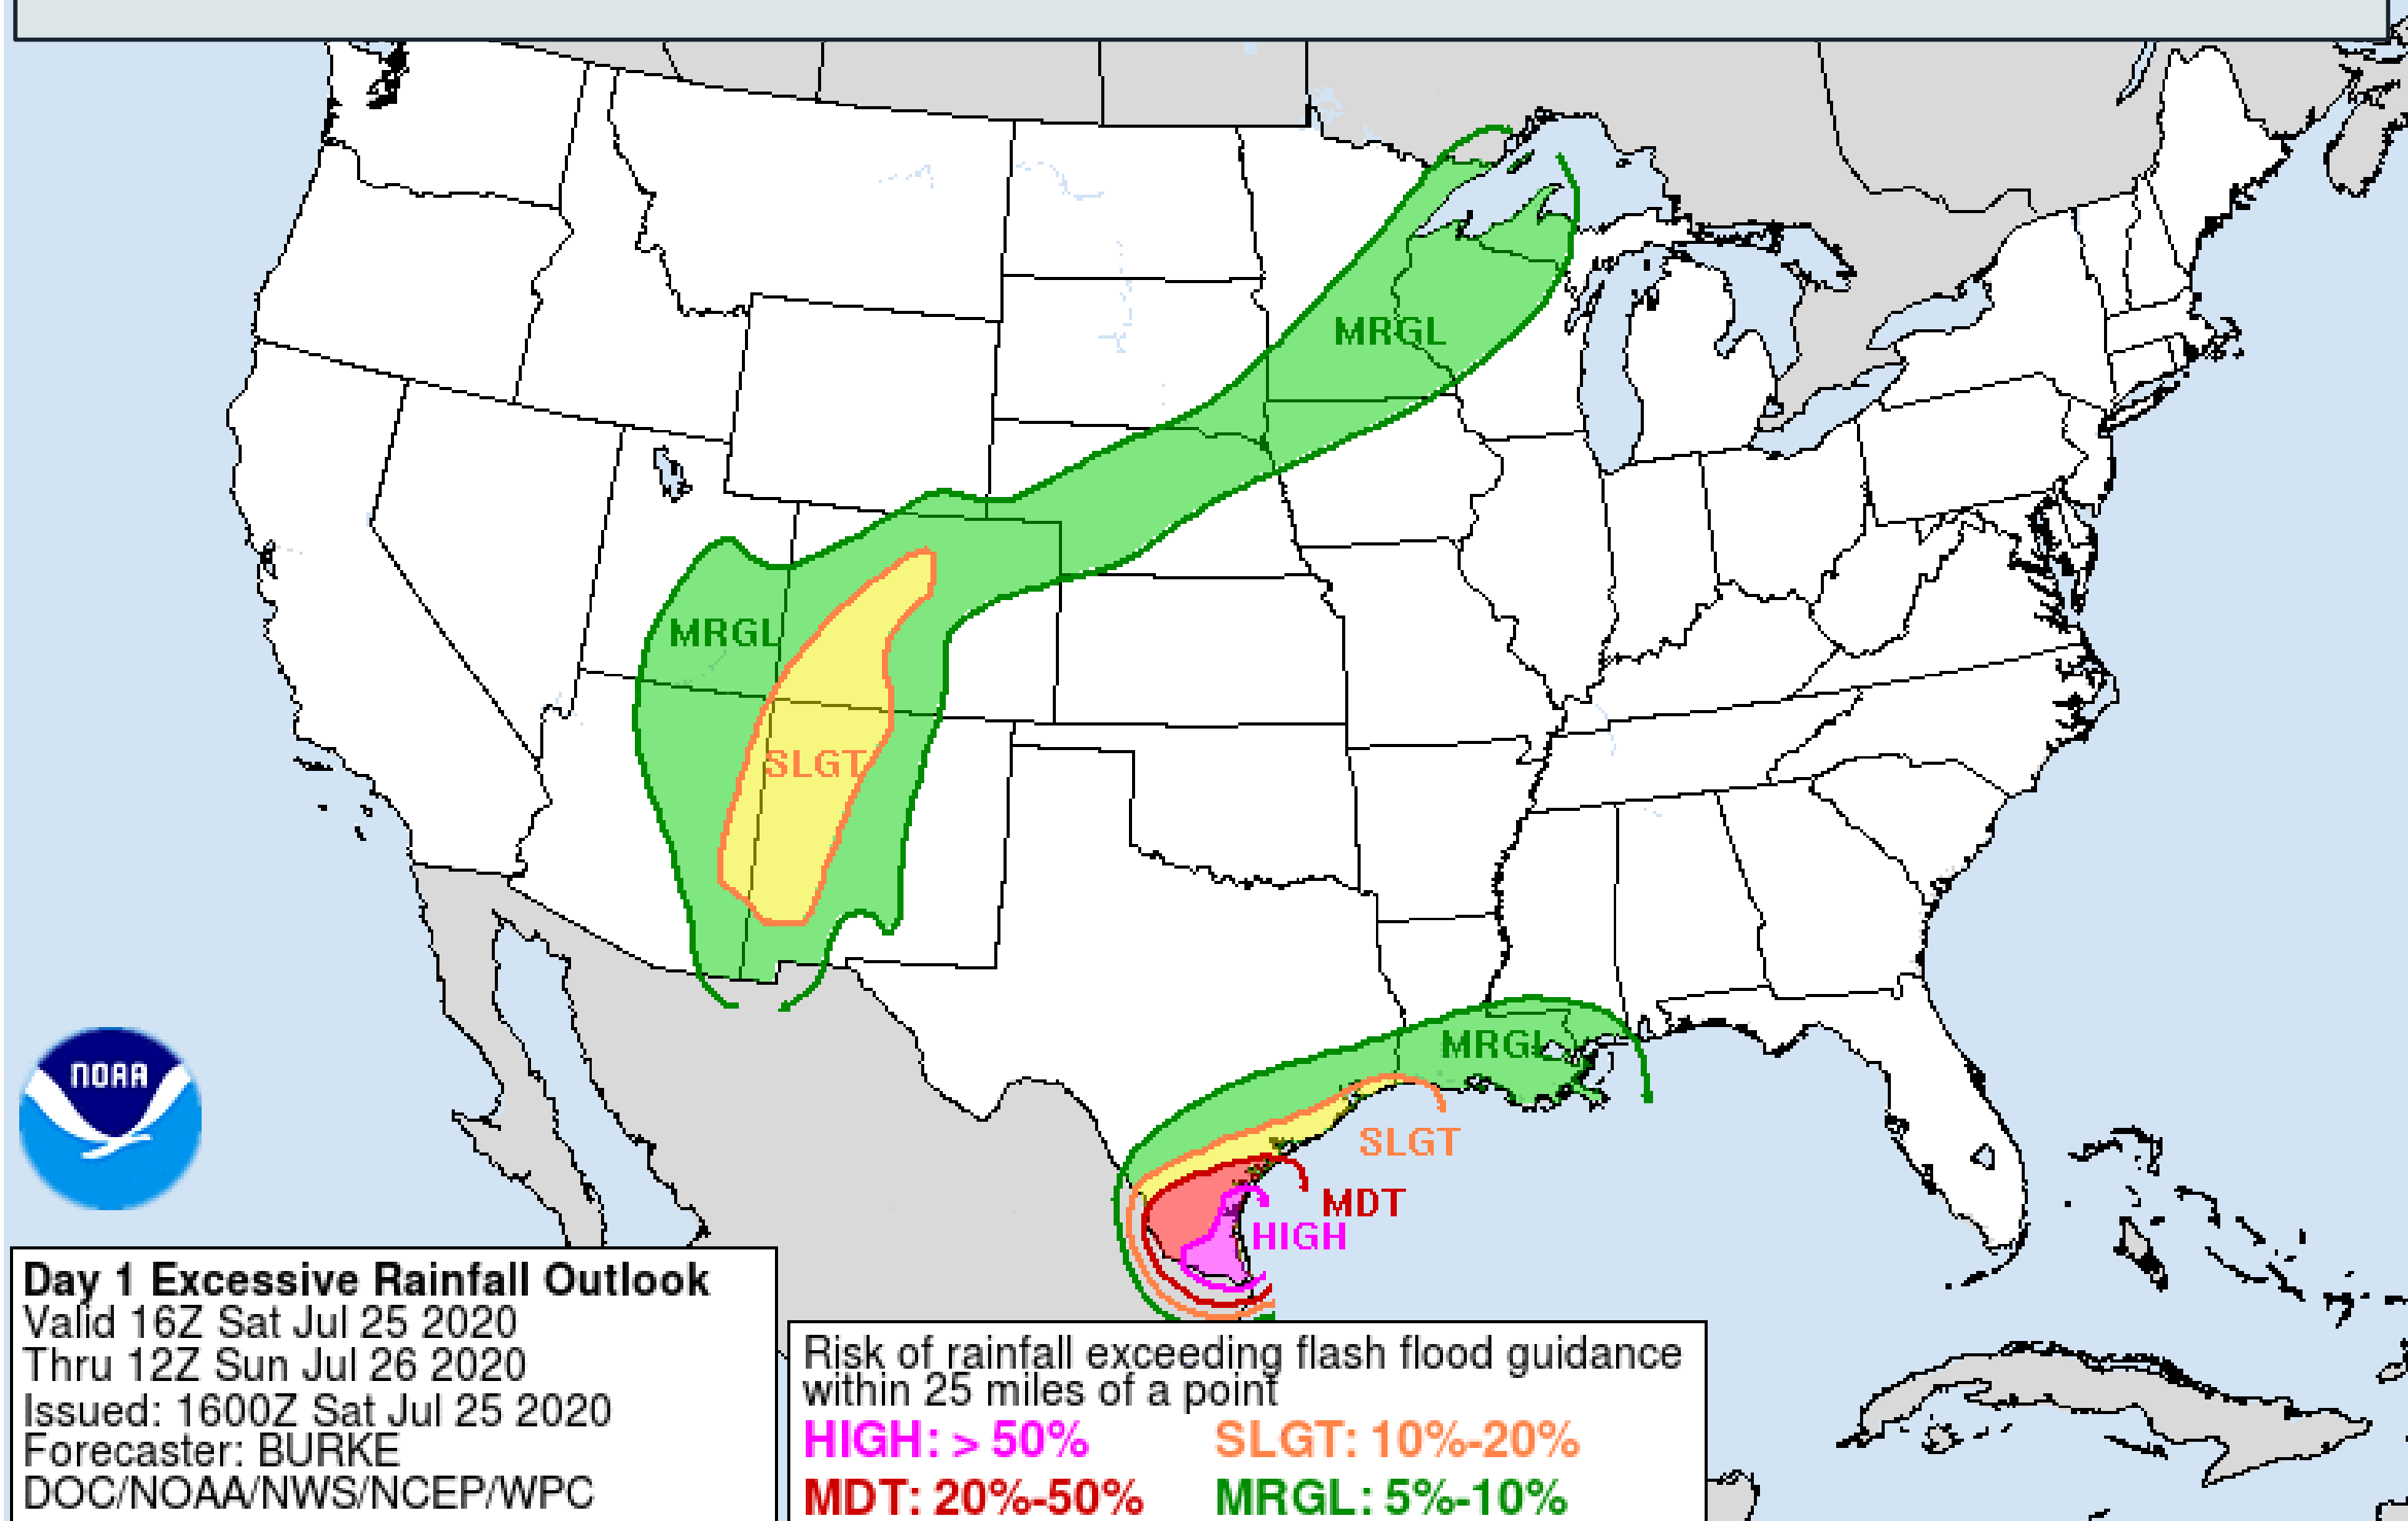 MRGL
MRGL
SLGT
MRGL
SLGT
MDT
HIGH
NOAA
Day 1 Excessive Rainfall Outlook
Valid 16Z Sat Jul 25 2020
Thru 12Z Sun Jul 26 2020
Issued: 1600Z Sat Jul 25 2020
Forecaster: BURKE
DOC/NOAA/NWS/NCEP/WPC
Risk of rainfall exceeding flash flood guidance
within 25 miles of a point
HIGH: > 50% SLGT: 10%-20%
MDT: 20%-50% MRGL: 5%-10%